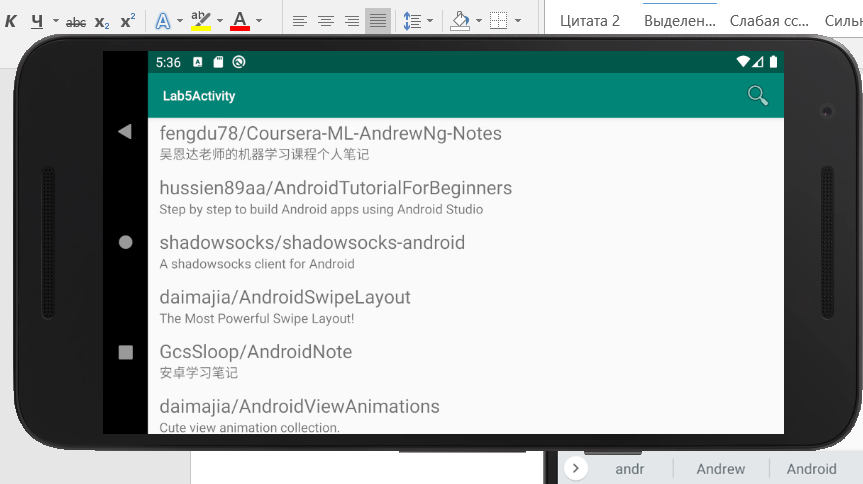 К Ч abc x₂ x² A ab A
Цитата 2 Выделен... Слабая сс... Силь
5:36
Lab5Activity
fengdu78/Coursera-ML-AndrewNg-Notes
吴恩达老师的机器学习课程个人笔记
hussien89aa/AndroidTutorialForBeginners
Step by step to build Android apps using Android Studio
shadowsocks/shadowsocks-android
A shadowsocks client for Android
daimajia/AndroidSwipeLayout
The Most Powerful Swipe Layout!
GcsSloop/AndroidNote
安卓学习笔记
daimajia/AndroidViewAnimations
Cute view animation collection.
andr Andrew Android